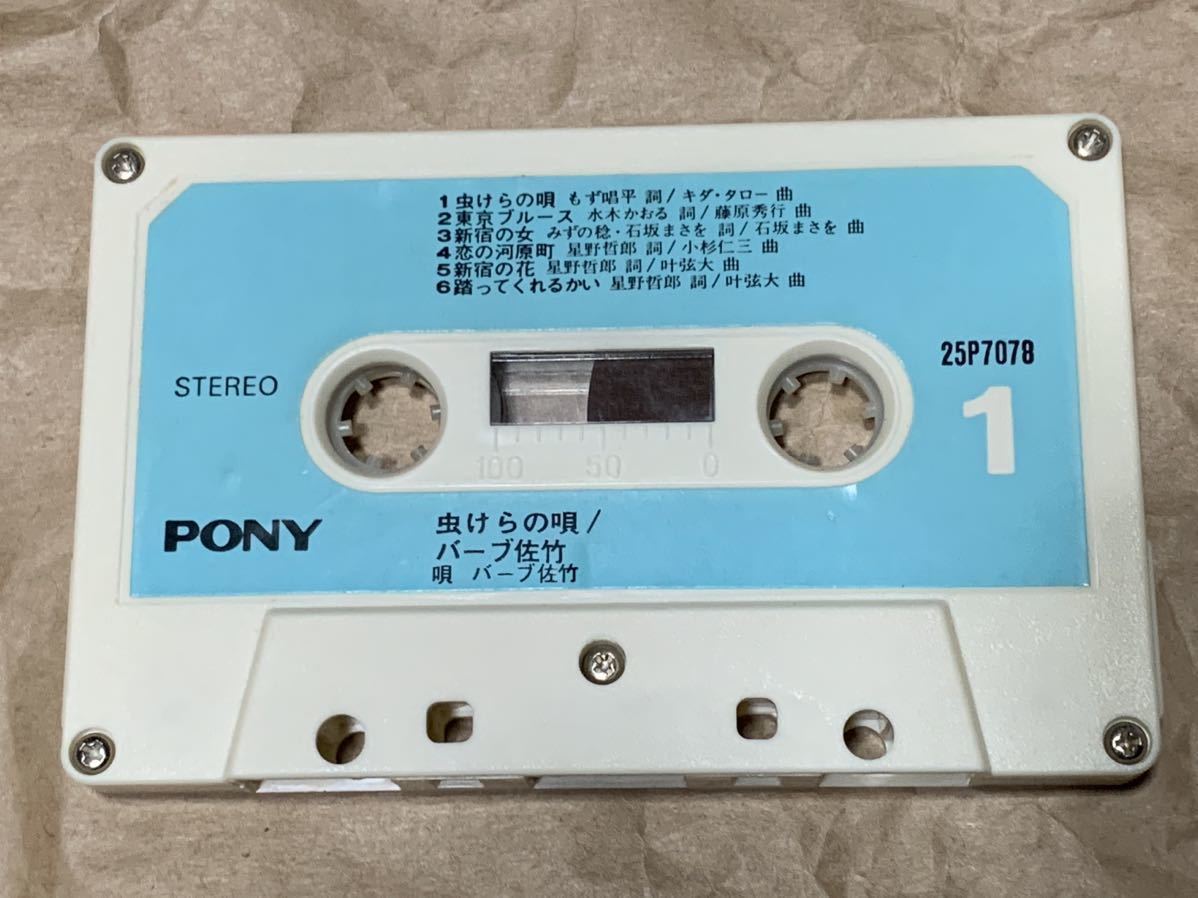 1 虫けらの唄 もず唱平 詞/キダ・タロー 曲
2 東京ブルース 水木かおる 詞/藤原秀行 曲
3 新宿の女 みずの稔・石坂まさを 詞/石坂まさを 曲
4 恋の河原町 星野哲郎 詞/小杉仁三 曲
5 新宿の花 星野哲郎 詞/叶弦大 曲
6 踏ってくれるかい 星野哲郎 詞/叶弦大 曲
STEREO
25P7078
1
100 50 0
PONY
虫けらの唄/
バーブ佐竹
唄 バーブ佐竹